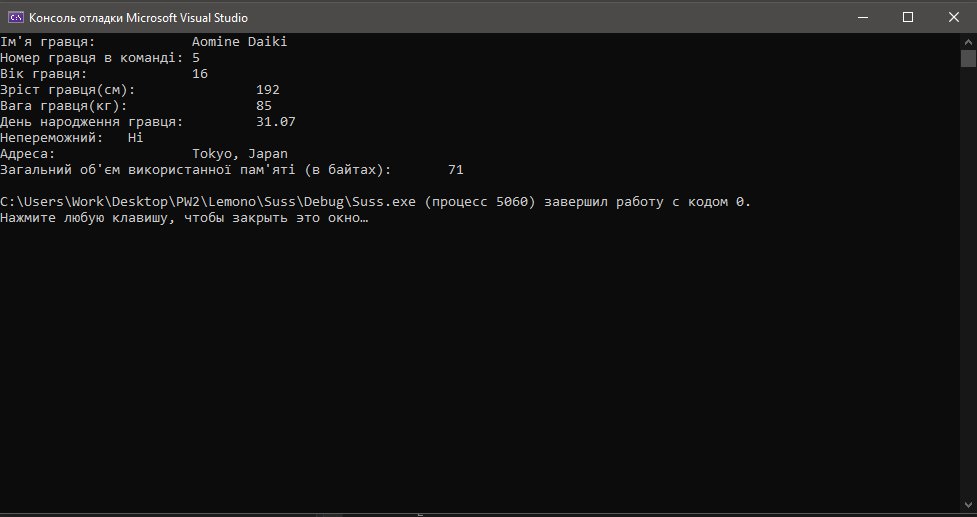 Консоль отладки Microsoft Visual Studio
Ім'я гравця: Aomine Daiki
Номер гравця в команді: 5
Вік гравця: 16
Зріст гравця(см): 192
Вага гравця(кг): 85
День народження гравця: 31.07
Непереможний: Ні
Адреса: Tokyo, Japan
Загальний об'єм використанної пам'яті (в байтах): 71
C:\Users\Work\Desktop\PW2\Lemono\Suss\Debug\Suss.exe (процесс 5060) завершил работу с кодом 0.
Нажмите любую клавишу, чтобы закрыть это окно…